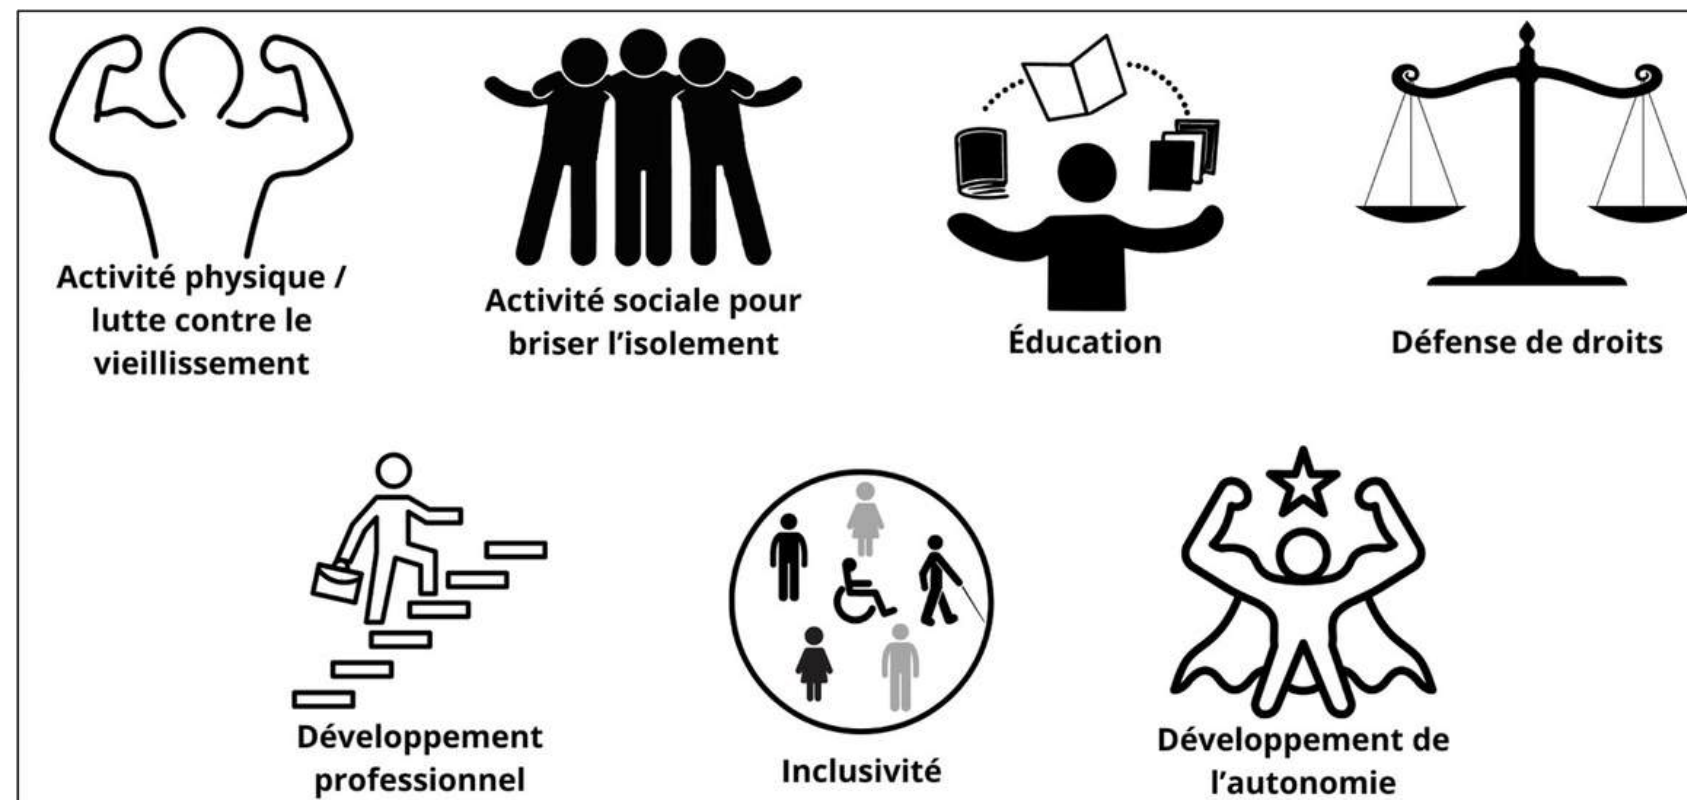 Activité physique /
lutte contre le
vieillissement
Activité sociale pour
briser l'isolement
Éducation
Défense de droits
Développement
professionnel
Inclusivité
Développement de
l'autonomie